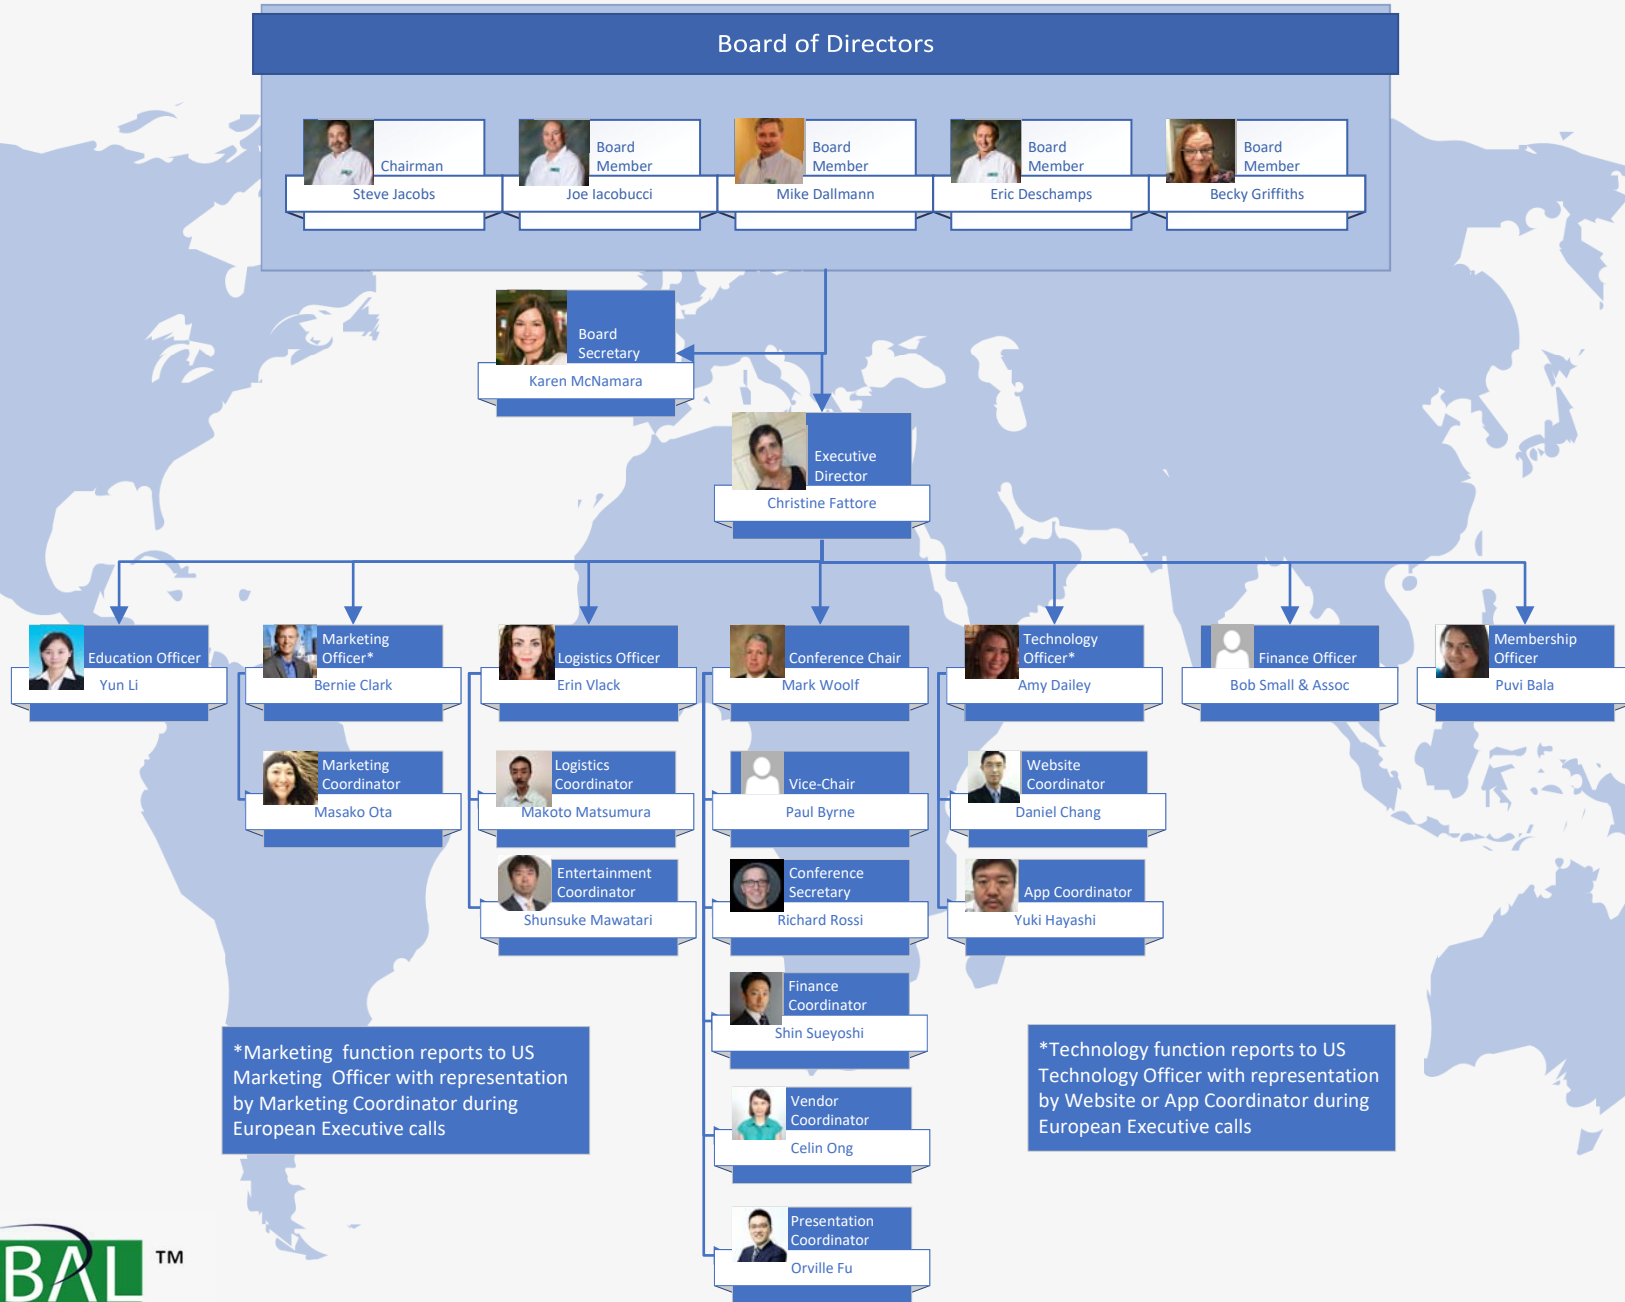 Board of Directors
Chairman
Steve Jacobs
Board
Member
Joe Iacobucci
Board
Member
Mike Dallmann
Board
Member
Eric Deschamps
Board
Member
Becky Griffiths
Board
Secretary
Karen McNamara
Executive
Director
Christine Fattore
Education Officer
Yun Li
Marketing
Officer*
Bernie Clark
Logistics Officer
Erin Vlack
Conference Chair
Mark Woolf
Technology
Officer*
Amy Dailey
Finance Officer
Bob Small & Assoc
Membership
Officer
Puvi Bala
Marketing
Coordinator
Masako Ota
Logistics
Coordinator
Makoto Matsumura
Vice-Chair
Paul Byrne
Website
Coordinator
Daniel Chang
Entertainment
Coordinator
Shunsuke Mawatari
Conference
Secretary
Richard Rossi
App Coordinator
Yuki Hayashi
Finance
Coordinator
Shin Sueyoshi
*Marketing function reports to US
Marketing Officer with representation
by Marketing Coordinator during
European Executive calls
*Technology function reports to US
Technology Officer with representation
by Website or App Coordinator during
European Executive calls
Vendor
Coordinator
Celin Ong
Presentation
Coordinator
Orville Fu
BAL ™